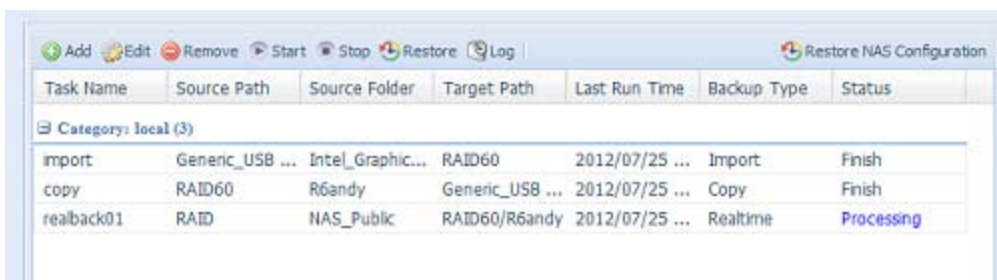 Add Edit Remove Start Stop Restore Log Restore NAS Configuration
Task Name Source Path Source Folder Target Path Last Run Time Backup Type Status
Category: local (3)
import Generic_USB ... Intel_Graphic... RAID60 2012/07/25 ... Import Finish
copy RAID60 R6andy Generic_USB ... 2012/07/25 ... Copy Finish
realback01 RAID NAS_Public RAID60/R6andy 2012/07/25 ... Realtime Processing